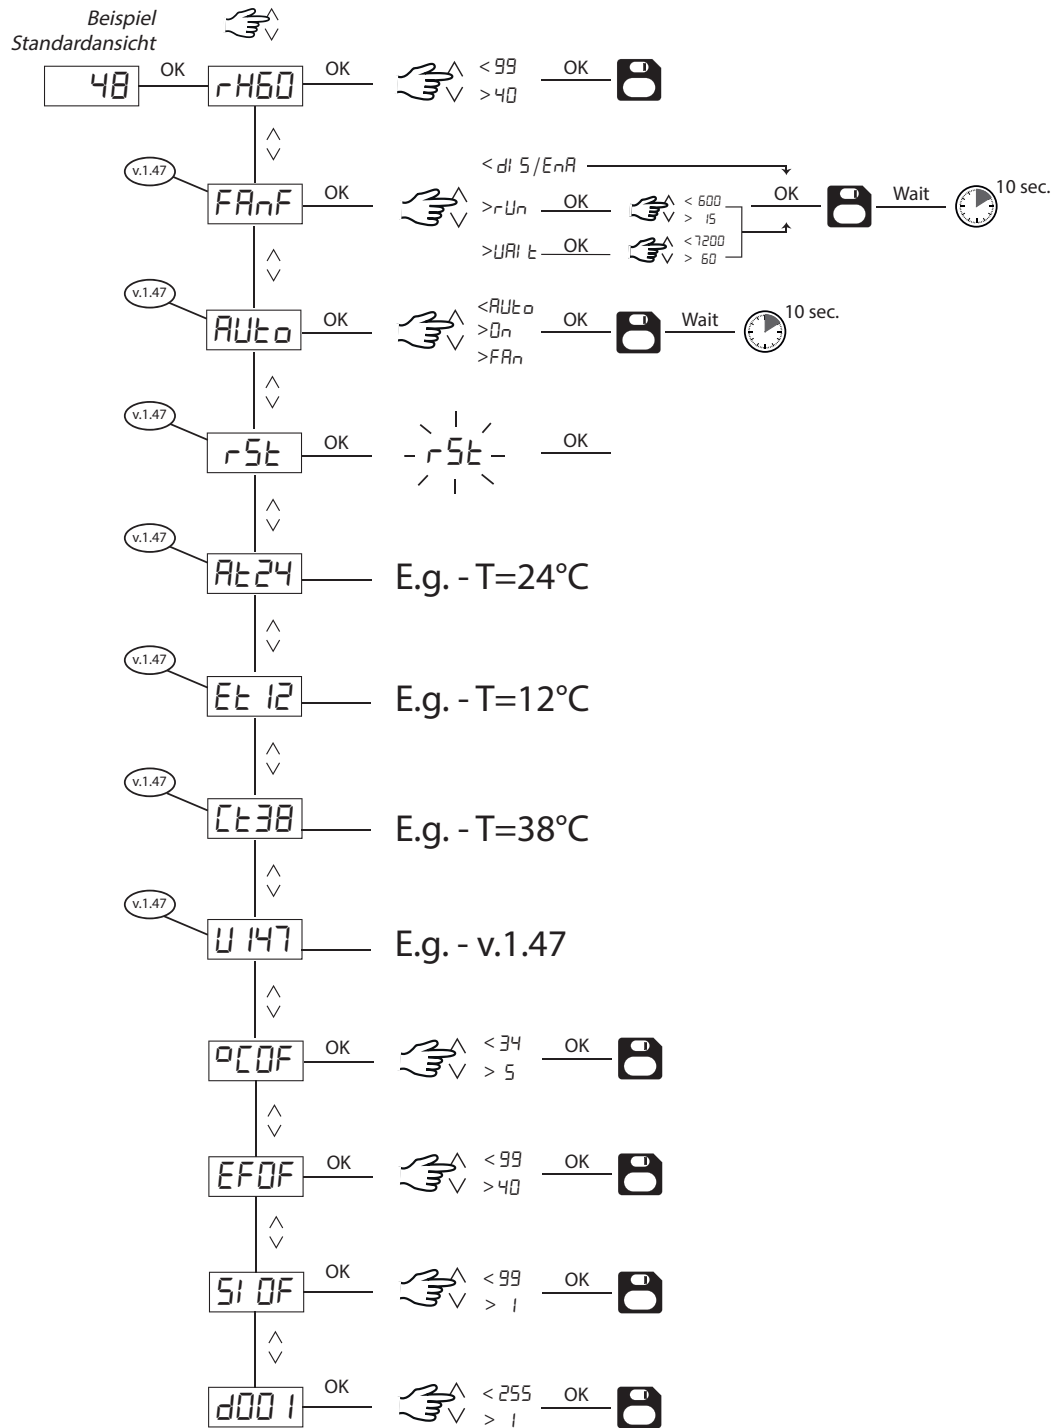 Beispiel
Standardansicht
48 OK rH60 OK <99 >40 OK
v.1.47
FAnF OK
<dIS/EnA
>rUn OK <600 >15
>UAIt OK <7200 >60
OK Wait 10 sec.
v.1.47
AUto OK
<AUto
>On
>FAn
OK Wait 10 sec.
v.1.47
rSt OK rSt OK
v.1.47
At24 E.g. - T=24°C
v.1.47
Et 12 E.g. - T=12°C
v.1.47
Ct38 E.g. - T=38°C
v.1.47
U 147 E.g. - v.1.47
°COF OK <34 > 5 OK
EFOF OK <99 >40 OK
SI OF OK <99 > 1 OK
d001 OK <255 > 1 OK